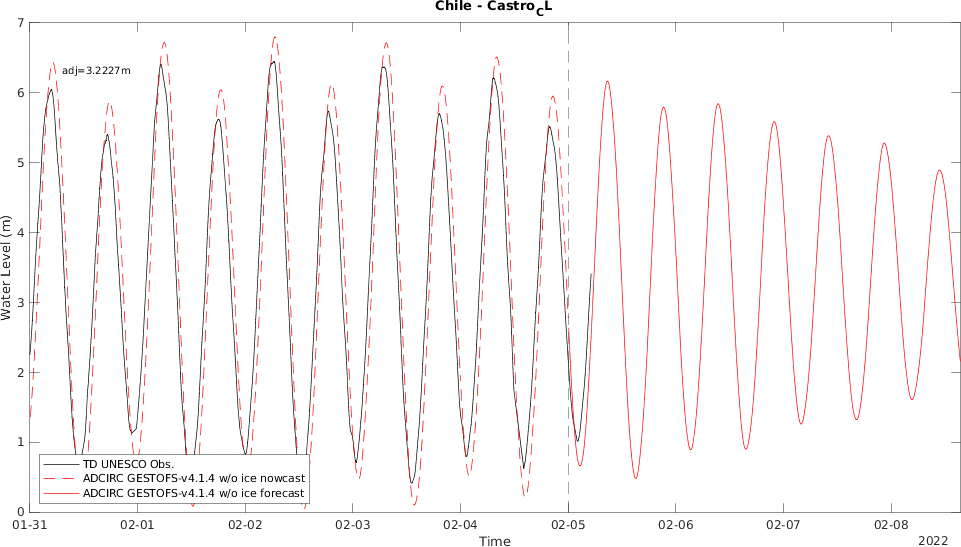 Chile - CastroCL
adj=3.2227m
7
6
5
4
3
2
1
0
Water Level (m)
TD UNESCO Obs.
ADCIRC GESTOFS-v4.1.4 w/o ice nowcast
ADCIRC GESTOFS-v4.1.4 w/o ice forecast
01-31 02-01 02-02 02-03 02-04 02-05 02-06 02-07 02-08
Time
2022